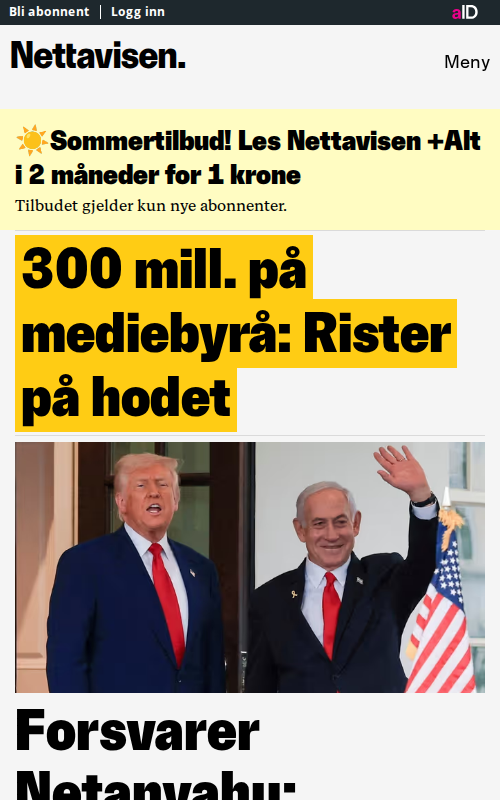 Bli abonnent
Logg inn
aID
Nettavisen.
Meny
☀️Sommertilbud! Les Nettavisen +Alt
i 2 måneder for 1 krone
Tilbudet gjelder kun nye abonnenter.
300 mill. på
mediebyrå: Rister
på hodet
Forsvarer
Netanyahu: